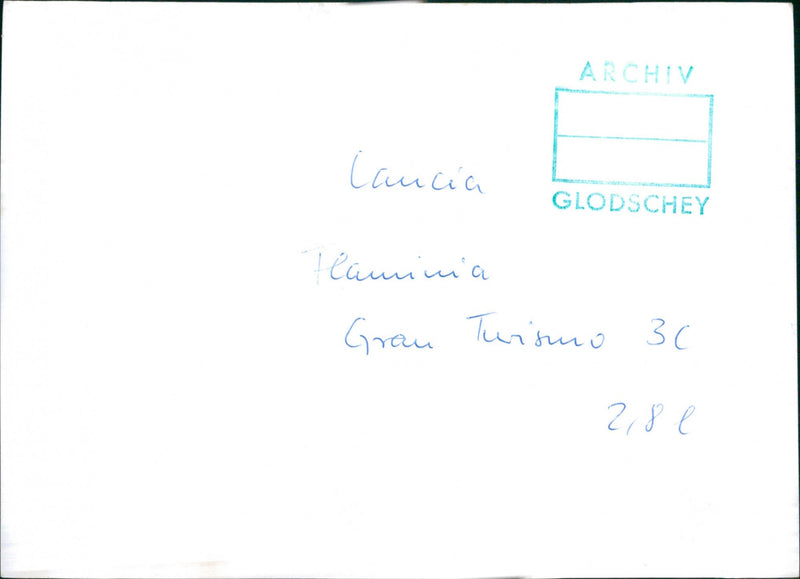 ARCHIV
GLODSCHEY
Lancia
Flaminia
Gran Turismo 3C
2,8 l